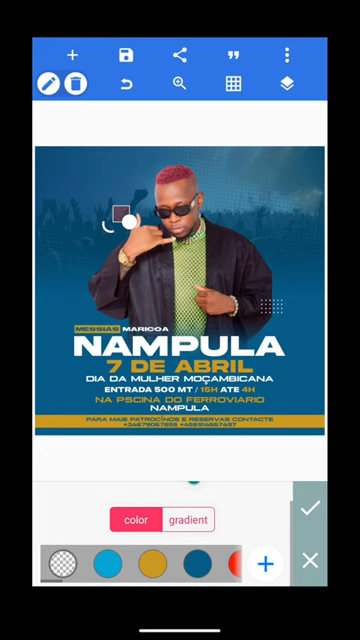 MESSIAS MARICOA
NAMPULA
7 DE ABRIL
DIA DA MULHER MOÇAMBICANA
ENTRADA 500 MT / 15H ATE 4H
NA PSCINA DO FERROVIARIO
NAMPULA
PARA MAIS PATROCINOS E RESERVAS CONTACTE
color gradient